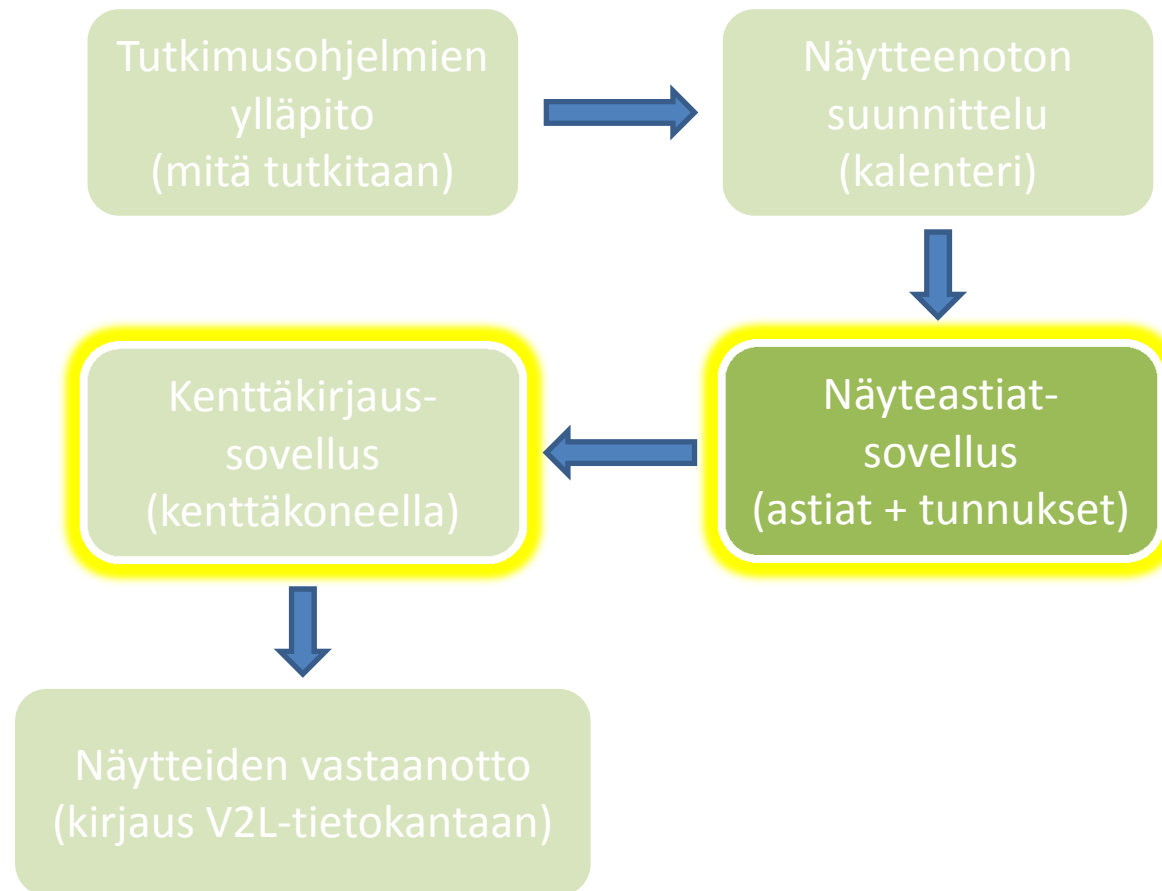 Tutkimusohjelmien
ylläpito
(mitä tutkitaan)
Näytteenoton
suunnittelu
(kalenteri)
Näyteastiat-
sovellus
(astiat + tunnukset)
Kenttäkirjaus-
sovellus
(kenttäkoneella)
Näytteiden vastaanotto
(kirjaus V2L-tietokantaan)